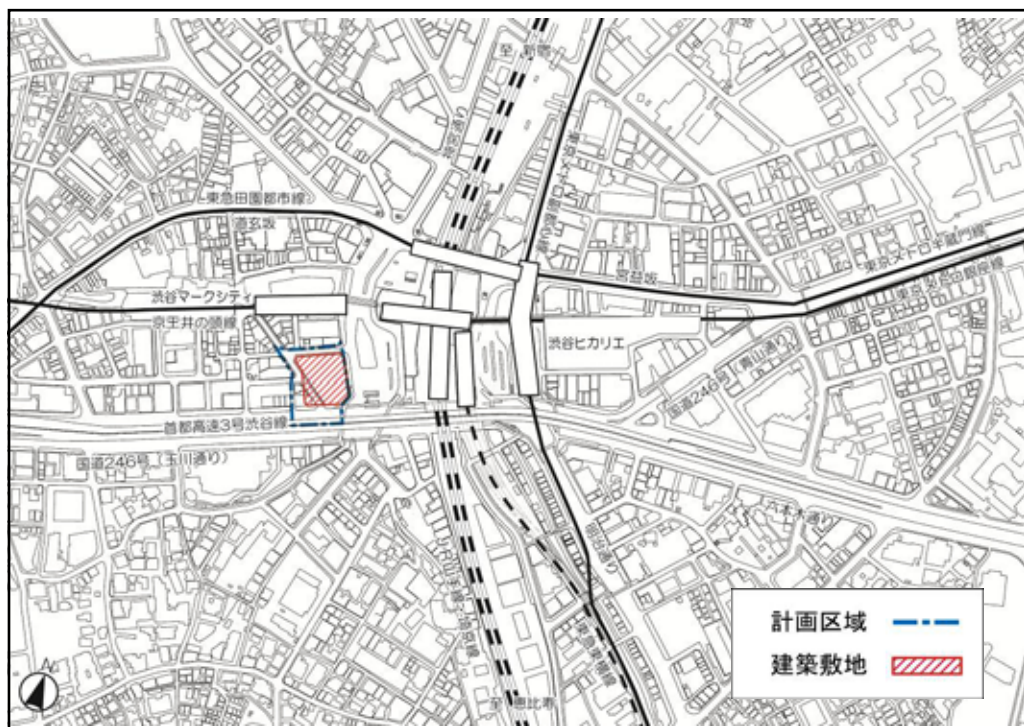 至 新宿
東急田園都市線
道玄坂
宮益坂
東京メトロ半蔵門線
東京メトロ銀座線
渋谷マークシティ
京王井の頭線
渋谷ヒカリエ
国道246号（青山通り）
首都高速3号渋谷線
国道246号（玉川通り）
六本木通り
計画区域
建築敷地
至 恵比寿
N